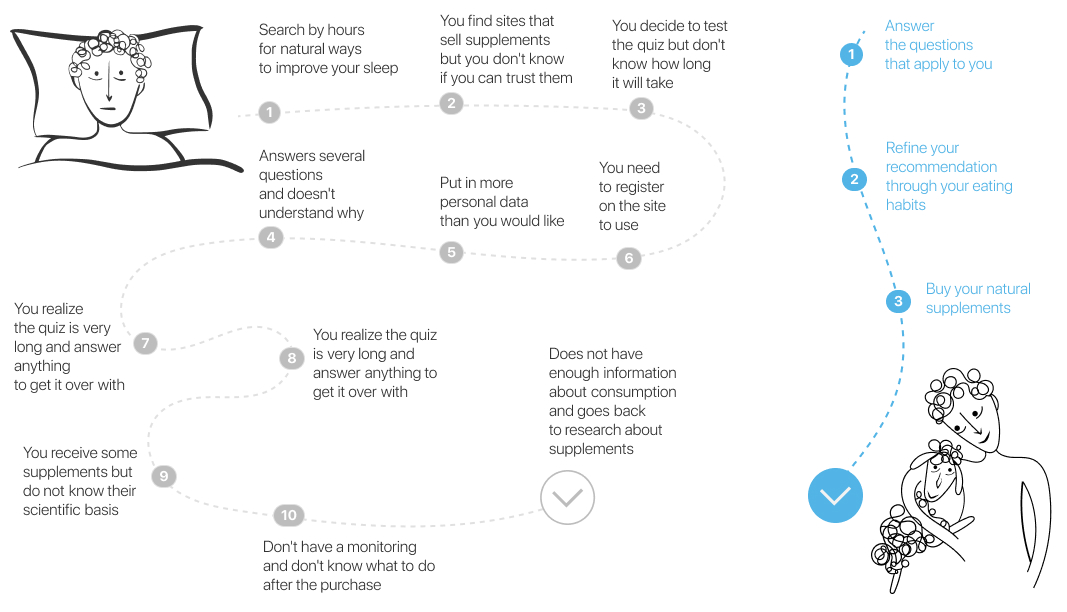 Search by hours
for natural ways
to improve your sleep
1
You find sites that
sell supplements
but you don't know
if you can trust them
2
You decide to test
the quiz but don't
know how long
it will take
3
Answers several
questions
and doesn't
understand why
4
Put in more
personal data
than you would like
5
You need
to register
on the site
to use
6
You realize
the quiz is very
long and answer
anything
to get it over with
7
You realize the quiz
is very long and
answer anything to
get it over with
8
You receive some
supplements but
do not know their
scientific basis
9
Don't have a monitoring
and don't know what to do
after the purchase
10
Does not have
enough information
about consumption
and goes back
to research about
supplements
Answer
the questions
that apply to you
1
Refine your
recommendation
through your eating
habits
2
Buy your natural
supplements
3